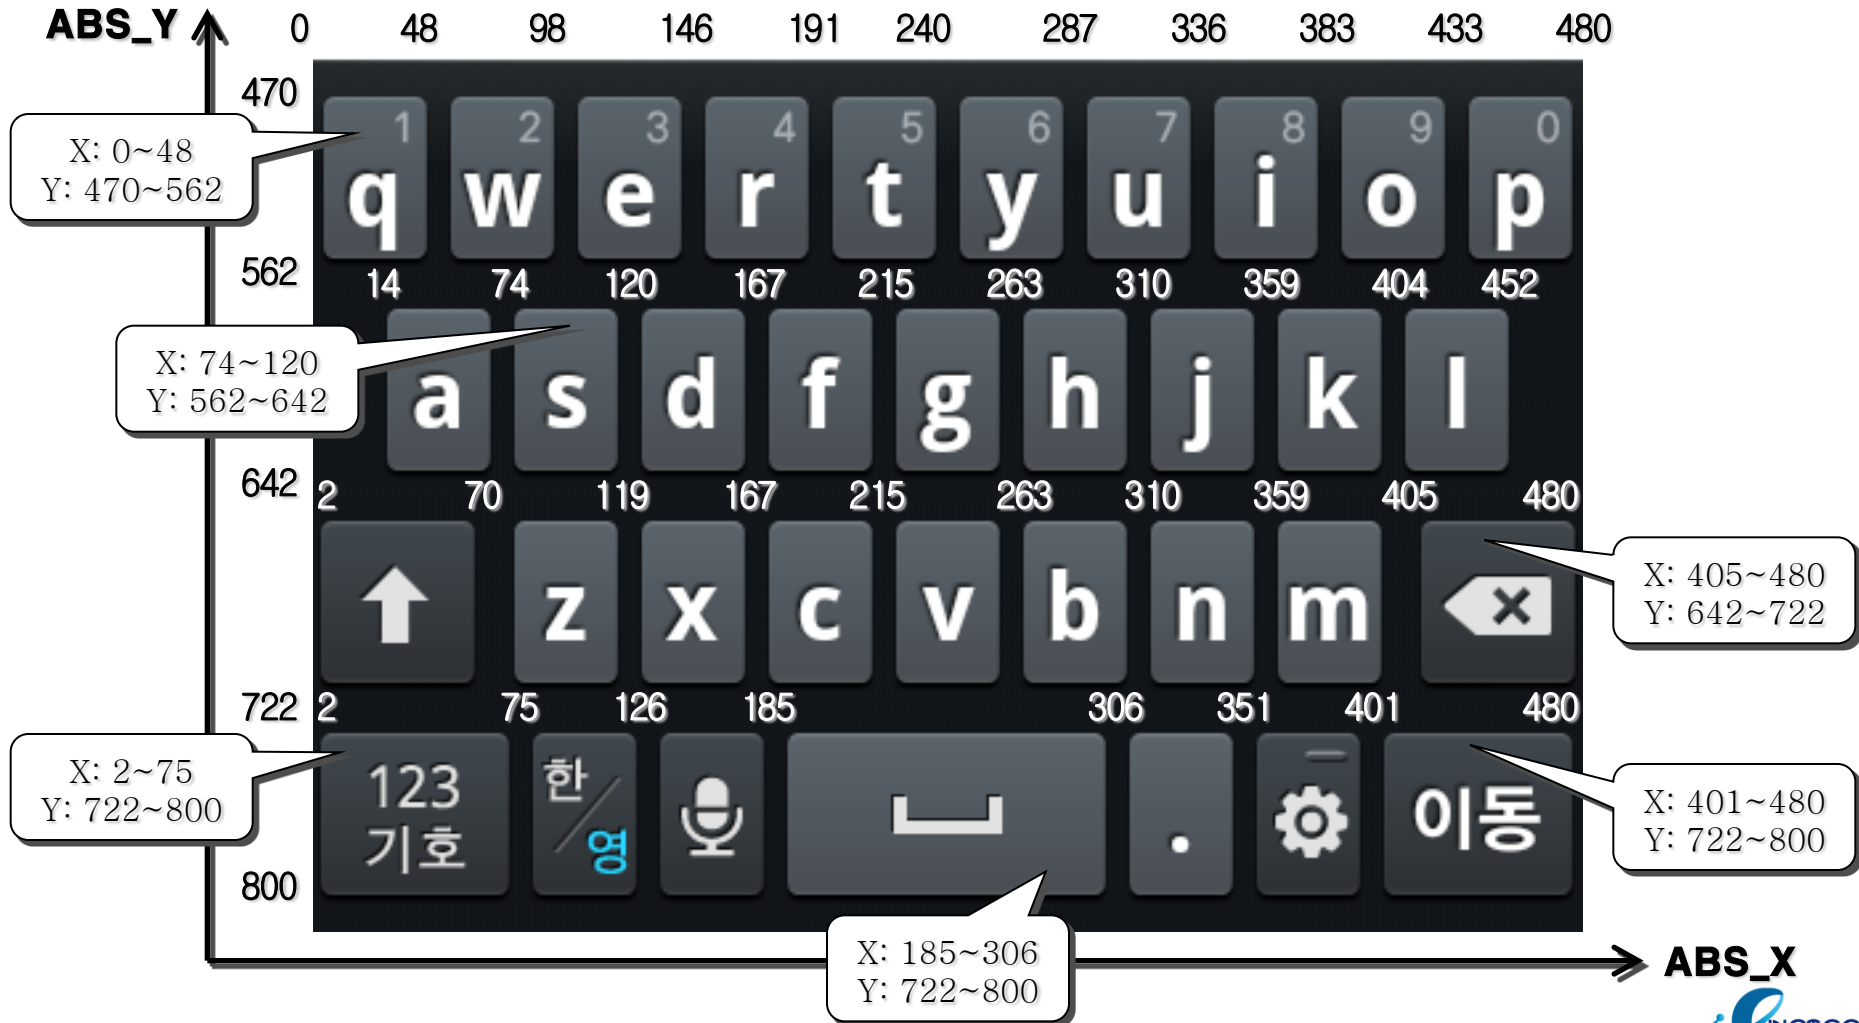 ABS_Y
0 48 98 146 191 240 287 336 383 433 480
470
X: 0~48
Y: 470~562
1 2 3 4 5 6 7 8 9 0
q w e r t y u i o p
562
14 74 120 167 215 263 310 359 404 452
X: 74~120
Y: 562~642
a s d f g h j k l
642
2 70 119 167 215 263 310 359 405 480
z x c v b n m
X: 405~480
Y: 642~722
722
2 75 126 185 306 351 401 480
X: 2~75
Y: 722~800
123
기호
한/영
.
이동
X: 401~480
Y: 722~800
800
X: 185~306
Y: 722~800
ABS_X